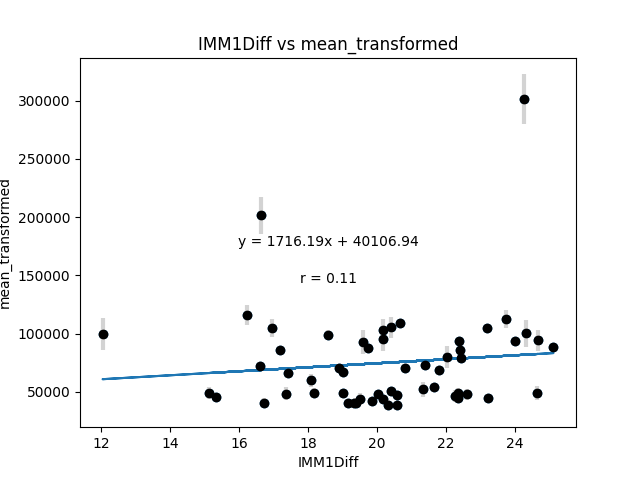 IMM1Diff vs mean_transformed
mean_transformed
300000
250000
200000
150000
100000
50000
y = 1716.19x + 40106.94
r = 0.11
12 14 16 18 20 22 24
IMM1Diff